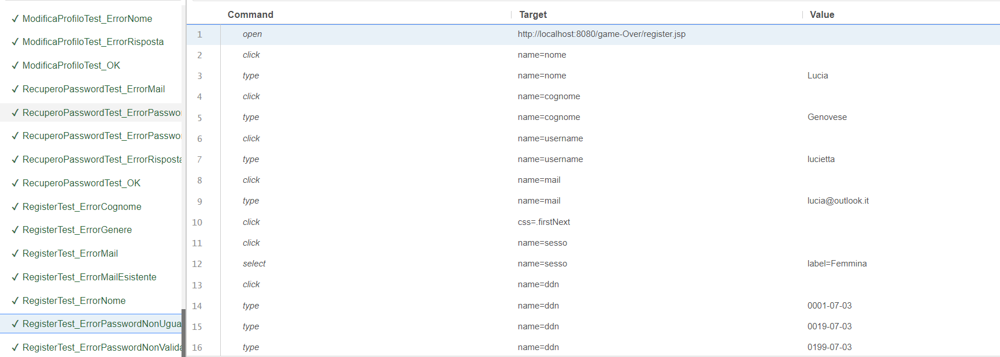 ModificaProfiloTest_ErrorNome
ModificaProfiloTest_ErrorRisposta
ModificaProfiloTest_OK
RecuperoPasswordTest_ErrorMail
RecuperoPasswordTest_ErrorPasswo
RecuperoPasswordTest_ErrorPasswo
RecuperoPasswordTest_ErrorRisposta
RecuperoPasswordTest_OK
RegisterTest_ErrorCognome
RegisterTest_ErrorGenere
RegisterTest_ErrorMail
RegisterTest_ErrorMailEsistente
RegisterTest_ErrorNome
RegisterTest_ErrorPasswordNonUgua
RegisterTest_ErrorPasswordNonValida
Command Target Value
1 open http://localhost:8080/game-Over/register.jsp
2 click name=nome
3 type name=nome Lucia
4 click name=cognome
5 type name=cognome Genovese
6 click name=username
7 type name=username lucietta
8 click name=mail
9 type name=mail lucia@outlook.it
10 click css=.firstNext
11 click name=sesso
12 select name=sesso label=Femmina
13 click name=ddn
14 type name=ddn 0001-07-03
15 type name=ddn 0019-07-03
16 type name=ddn 0199-07-03